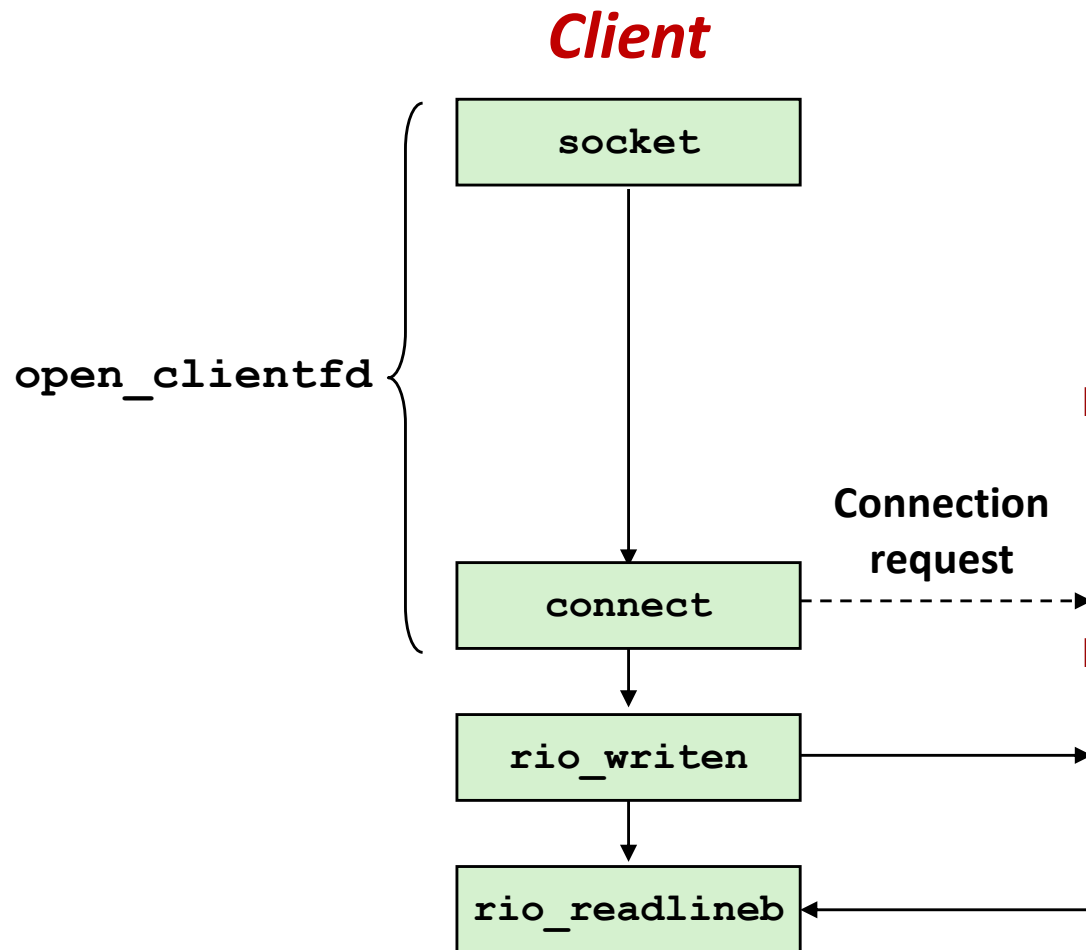 Client
socket
open_clientfd
Connection
request
connect
rio_writen
rio_readlineb